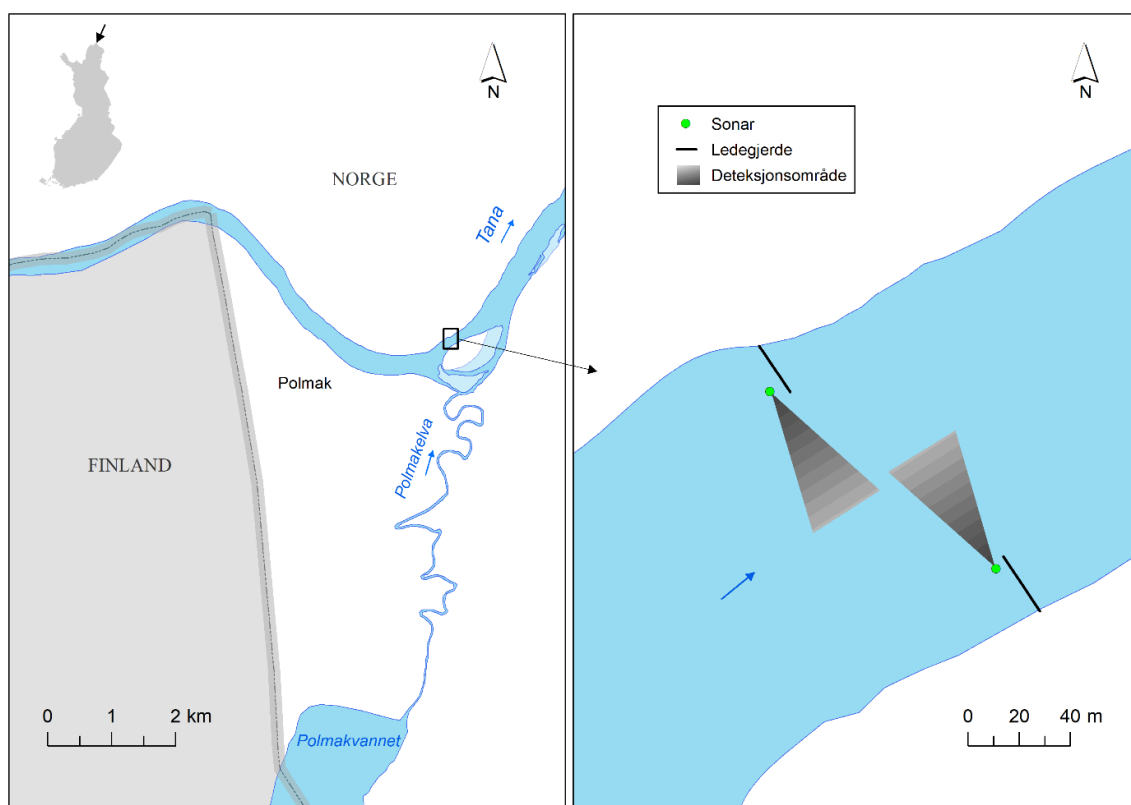 N
NORGE
Tana
Polmak
FINLAND
Polmakelva
0 1 2 km
Polmakvannet
N
Sonar
Ledegjerde
Deteksjonsområde
0 20 40 m